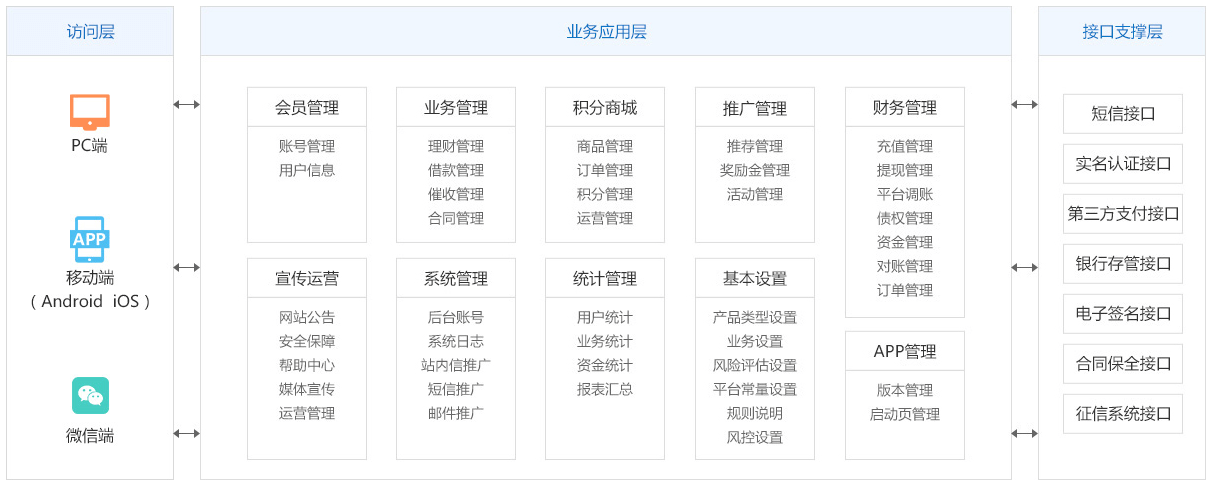 访问层
PC端
APP
移动端
（Android iOS）
微信端
业务应用层
会员管理
账号管理
用户信息
业务管理
理财管理
借款管理
催收管理
合同管理
积分商城
商品管理
订单管理
积分管理
运营管理
推广管理
推荐管理
奖励金管理
活动管理
财务管理
充值管理
提现管理
平台调账
债权管理
资金管理
对账管理
订单管理
宣传运营
网站公告
安全保障
帮助中心
媒体宣传
运营管理
系统管理
后台账号
系统日志
站内信推广
短信推广
邮件推广
统计管理
用户统计
业务统计
资金统计
报表汇总
基本设置
产品类型设置
业务设置
风险评估设置
平台常量设置
规则说明
风控设置
APP管理
版本管理
启动页管理
接口支撑层
短信接口
实名认证接口
第三方支付接口
银行存管接口
电子签名接口
合同保全接口
征信系统接口